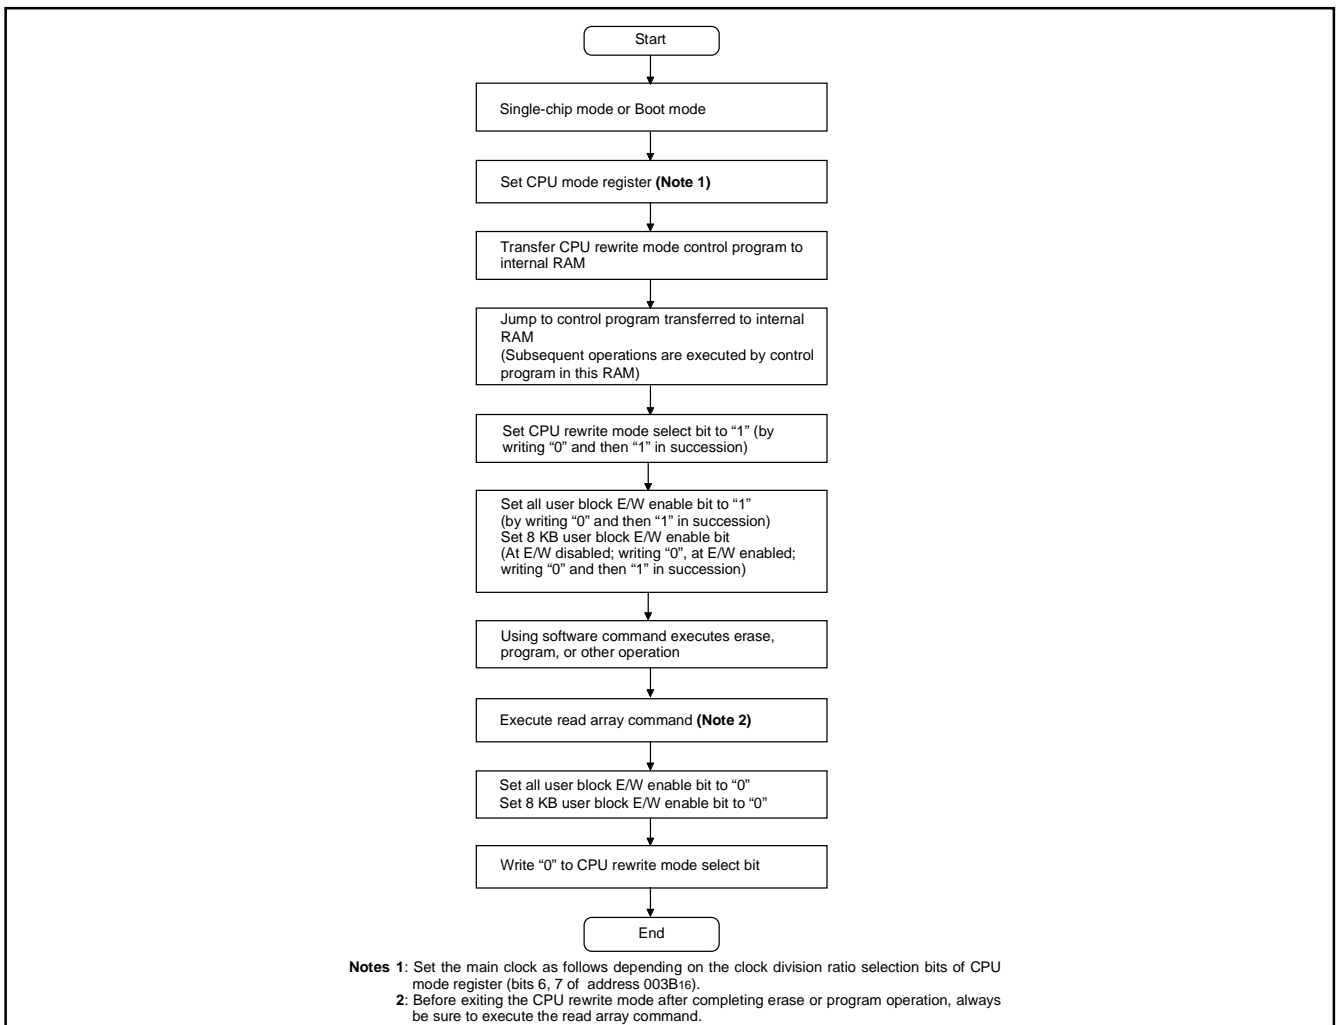 Start
Single-chip mode or Boot mode
Set CPU mode register (Note 1)
Transfer CPU rewrite mode control program to
internal RAM
Jump to control program transferred to internal
RAM
(Subsequent operations are executed by control
program in this RAM)
Set CPU rewrite mode select bit to “1” (by
writing “0” and then “1” in succession)
Set all user block E/W enable bit to “1”
(by writing “0” and then “1” in succession)
Set 8 KB user block E/W enable bit
(At E/W disabled; writing “0”, at E/W enabled;
writing “0” and then “1” in succession)
Using software command executes erase,
program, or other operation
Execute read array command (Note 2)
Set all user block E/W enable bit to “0”
Set 8 KB user block E/W enable bit to “0”
Write “0” to CPU rewrite mode select bit
End
Notes 1: Set the main clock as follows depending on the clock division ratio selection bits of CPU
mode register (bits 6, 7 of address 003B16).
2: Before exiting the CPU rewrite mode after completing erase or program operation, always
be sure to execute the read array command.